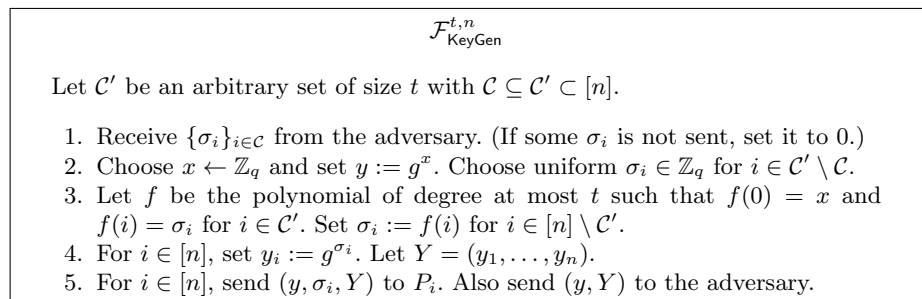 $\mathcal{F}_{\mathsf{KeyGen}}^{t,n}$
Let $\mathcal{C}'$ be an arbitrary set of size $t$ with $\mathcal{C} \subseteq \mathcal{C}' \subset [n]$.
1. Receive $\{\sigma_i\}_{i \in \mathcal{C}}$ from the adversary. (If some $\sigma_i$ is not sent, set it to 0.)
2. Choose $x \leftarrow \mathbb{Z}_q$ and set $y := g^x$. Choose uniform $\sigma_i \in \mathbb{Z}_q$ for $i \in \mathcal{C}' \setminus \mathcal{C}$.
3. Let $f$ be the polynomial of degree at most $t$ such that $f(0) = x$ and
$f(i) = \sigma_i$ for $i \in \mathcal{C}'$. Set $\sigma_i := f(i)$ for $i \in [n] \setminus \mathcal{C}'$.
4. For $i \in [n]$, set $y_i := g^{\sigma_i}$. Let $Y = (y_1, \ldots, y_n)$.
5. For $i \in [n]$, send $(y, \sigma_i, Y)$ to $P_i$. Also send $(y, Y)$ to the adversary.